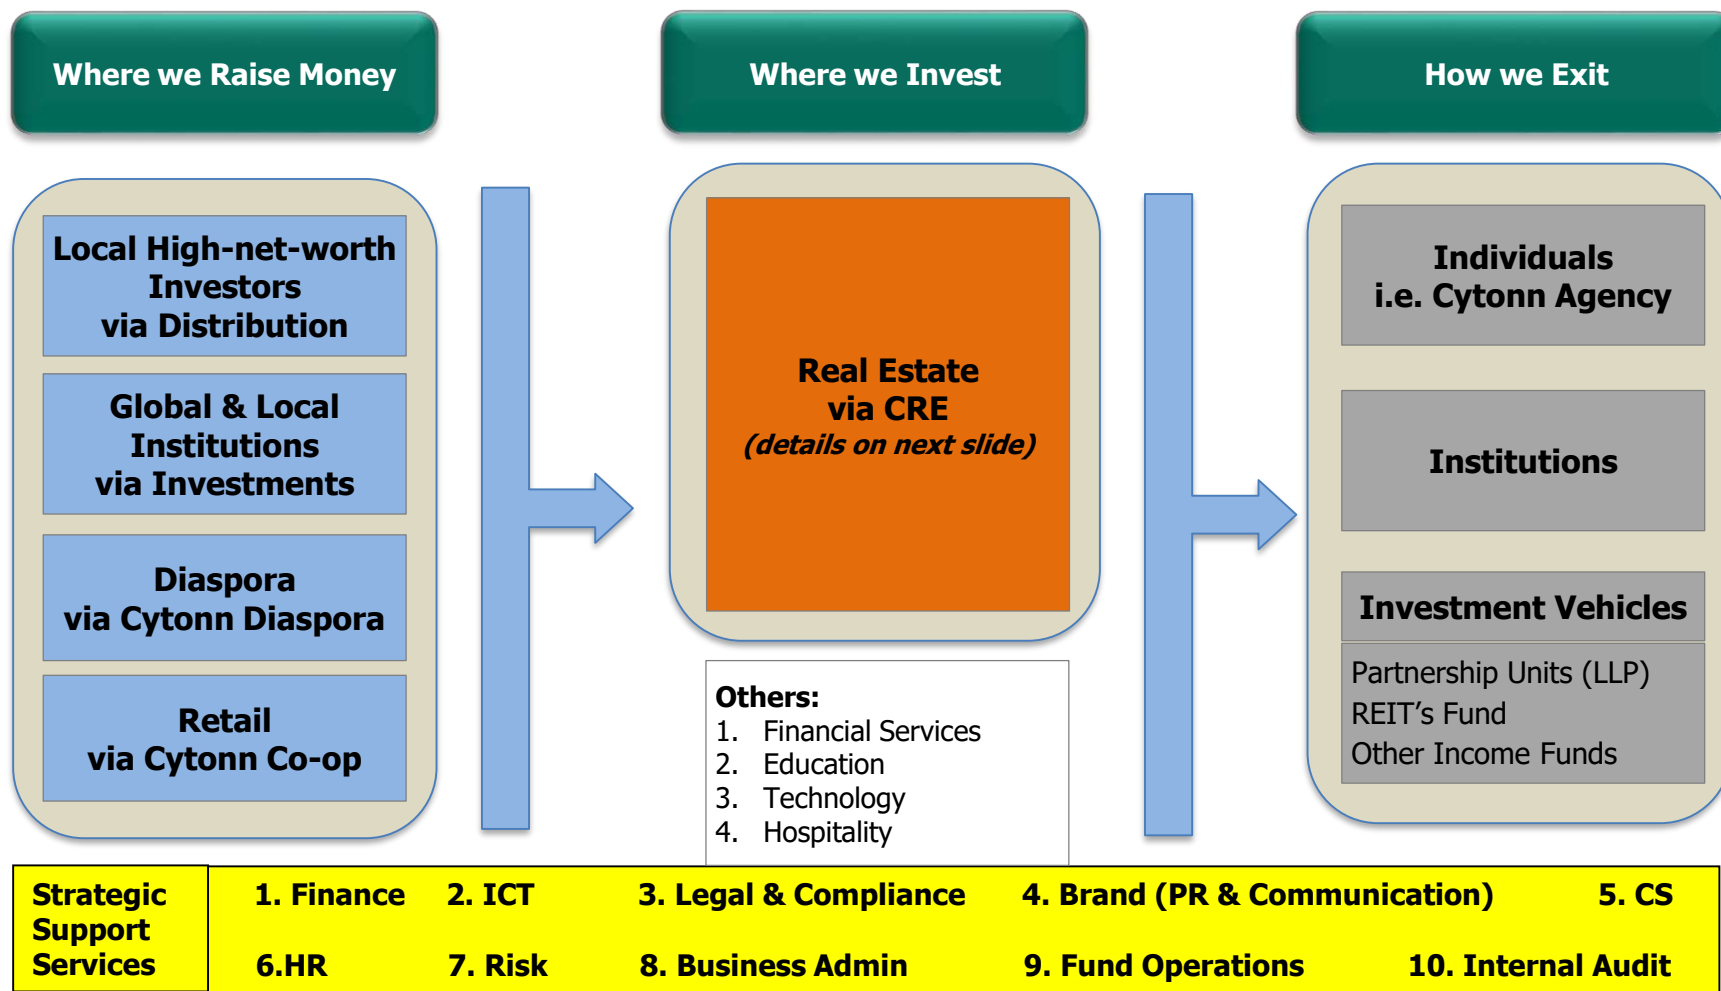 Where we Raise Money
Where we Invest
How we Exit
Local High-net-worth
Investors
via Distribution
Global & Local
Institutions
via Investments
Diaspora
via Cytonn Diaspora
Retail
via Cytonn Co-op
Real Estate
via CRE
(details on next slide)
Others:
1. Financial Services
2. Education
3. Technology
4. Hospitality
Individuals
i.e. Cytonn Agency
Institutions
Investment Vehicles
Partnership Units (LLP)
REIT’s Fund
Other Income Funds
Strategic
Support
Services
1. Finance 2. ICT 3. Legal & Compliance 4. Brand (PR & Communication) 5. CS
6.HR 7. Risk 8. Business Admin 9. Fund Operations 10. Internal Audit